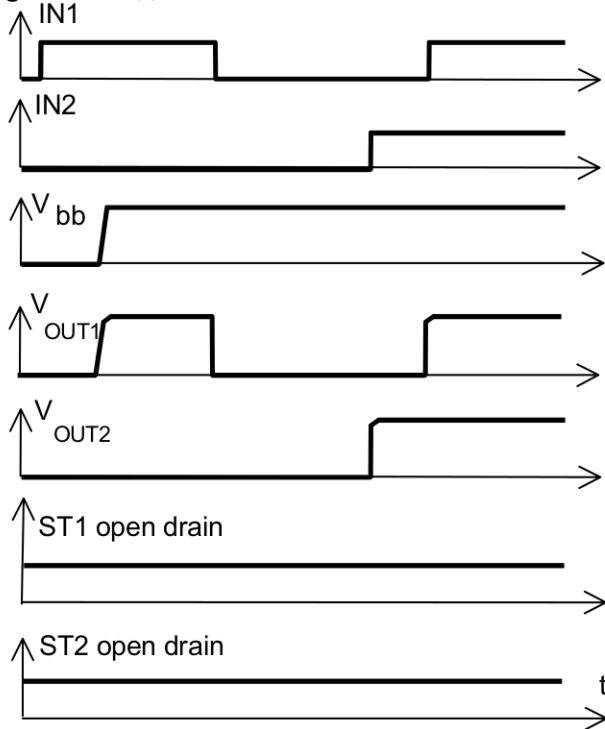 IN1
IN2
V bb
V OUT1
V OUT2
ST1 open drain
ST2 open drain
t